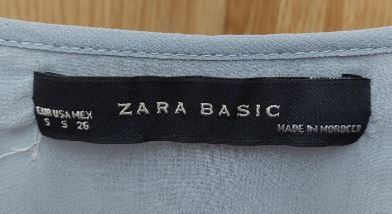 EUR USA MEX
S S 26
ZARA BASIC
MADE IN MOROCCO